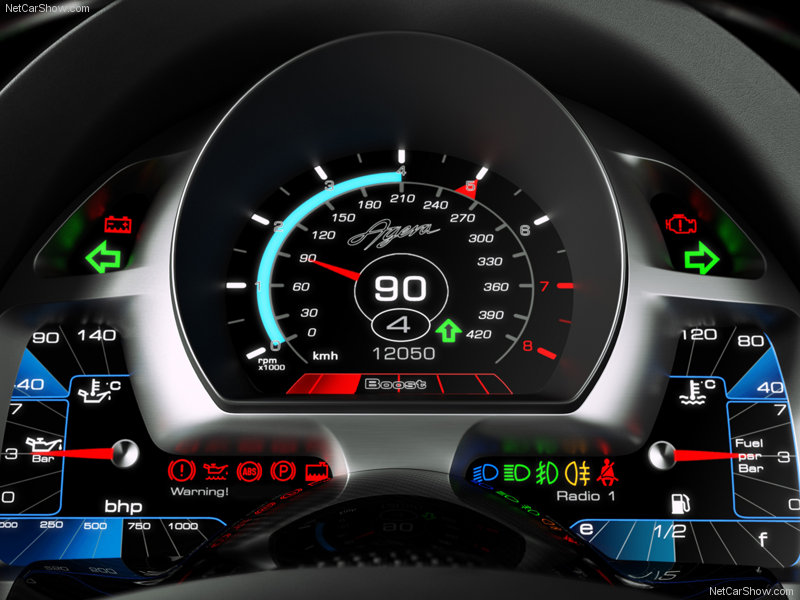 NetCarShow.com
4
3 5
180 210 240
150 270
2 Agera 6
120 300
90 330
1 90 7
60 360
30 4 390
0 420
0 8
kmh 12050
rpm
x1000
Boost
90 140
40
°C
7
Bar 3
0
bhp
0 250 500 750 1000
ABS P
Warning!
120 80
40
°C
7
Fuel
psr
Bar
3
0
Radio 1
e 1/2 f
NetCarShow.com